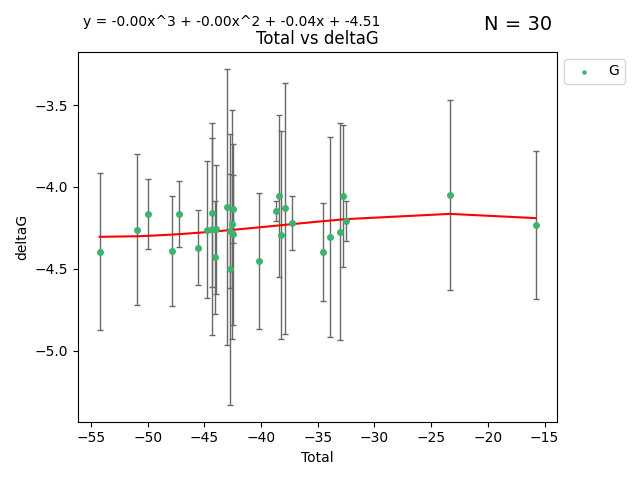 y = -0.00x^3 + -0.00x^2 + -0.04x + -4.51
N = 30
Total vs deltaG
G
−3.5
−4.0
−4.5
−5.0
deltaG
−55 −50 −45 −40 −35 −30 −25 −20 −15
Total